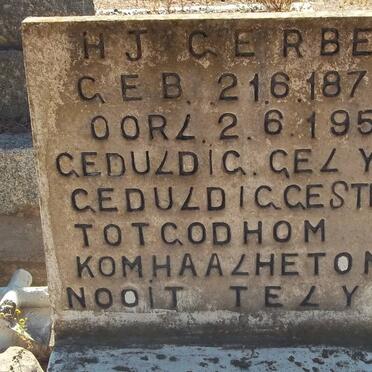 H J GERBE
GEB. 21.6.187
OORL. 2.6.195
GEDULDIG. GELY
GEDULDIG GEST
TOT GOD HOM
KOM HAAL HET ON
NOOIT TE LY